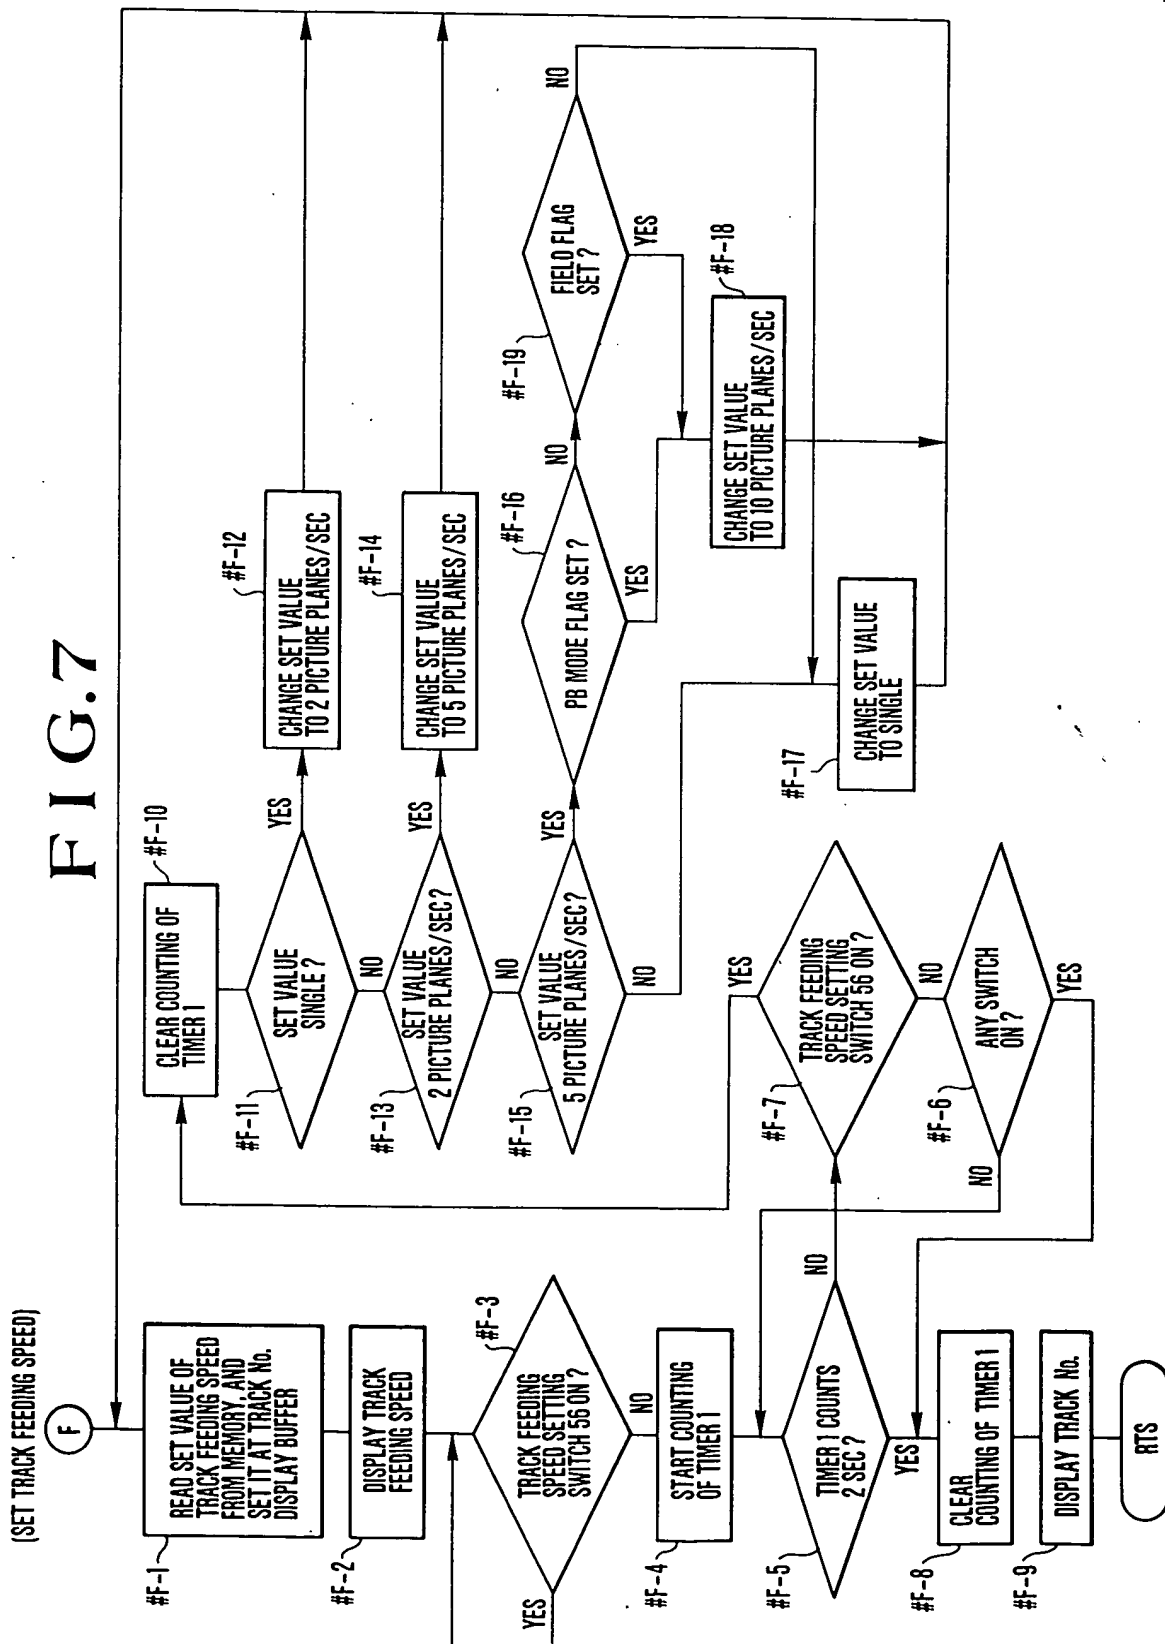 FIG.7
(SET TRACK FEEDING SPEED)
F
#F-1
READ SET VALUE OF
TRACK FEEDING SPEED
FROM MEMORY, AND
SET IT AT TRACK No.
DISPLAY BUFFER
#F-2
DISPLAY TRACK
FEEDING SPEED
#F-3
TRACK FEEDING
SPEED SETTING
SWITCH 56 ON ?
YES
NO
#F-4
START COUNTING
OF TIMER 1
#F-5
TIMER 1 COUNTS
2 SEC ?
NO
YES
#F-8
CLEAR
COUNTING OF TIMER 1
#F-9
DISPLAY TRACK No.
RTS
#F-7
TRACK FEEDING
SPEED SETTING
SWITCH 56 ON ?
YES
NO
#F-6
ANY SWITCH
ON ?
NO
YES
#F-10
CLEAR COUNTING OF
TIMER 1
#F-11
SET VALUE
SINGLE ?
YES
NO
#F-12
CHANGE SET VALUE
TO 2 PICTURE PLANES/SEC
#F-13
SET VALUE
2 PICTURE PLANES/SEC?
YES
NO
#F-14
CHANGE SET VALUE
TO 5 PICTURE PLANES/SEC
#F-15
SET VALUE
5 PICTURE PLANES/SEC?
YES
NO
#F-16
PB MODE FLAG SET ?
NO
YES
#F-19
FIELD FLAG
SET ?
NO
YES
#F-18
CHANGE SET VALUE
TO 10 PICTURE PLANES/SEC
#F-17
CHANGE SET VALUE
TO SINGLE